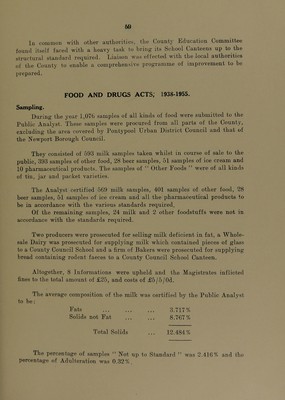 50
In common with other authorities, the County Education Committee
found itself faced with a heavy task to bring its School Canteens up to the
structural standard required. Liaison was effected with the local authorities
of the County to enable a comprehensive programme of improvement to be
prepared.
FOOD AND DRUGS ACTS, 1938-1955.
Sampling.
During the year 1,076 samples of all kinds of food were submitted to the
Public Analyst. These samples were procured from all parts of the County,
excluding the area covered by Pontypool Urban District Council and that of
the Newport Borough Council.
They consisted of 593 milk samples taken whilst in course of sale to the
public, 393 samples of other food, 28 beer samples, 51 samples of ice cream and
10 pharmaceutical products. The samples of " Other Foods " were of all kinds
of tin, jar and packet varieties.
The Analyst certified 569 milk samples, 401 samples of other food, 28
beer samples, 51 samples of ice cream and all the pharmaceutical products to
be in accordance with the various standards required.
Of the remaining samples, 24 milk and 2 other foodstuffs were not in
accordance with the standards required.
Two producers were prosecuted for selling milk deficient in fat, a Whole-
sale Dairy was prosecuted for supplying milk which contained pieces of glass
to a County Council School and a firm of Bakers were prosecuted for supplying
bread containing rodent faeces to a County Council School Canteen.
Altogether, 8 Informations were upheld and the Magistrates inflicted
fines to the total amount of £25, and costs of £5/5/0d.
The average composition of the milk was certified by the Public Analyst
to be:
Fats ... ... ... 3.717%
Solids not Fat ... ... 8.767%
Total Solids ... 12.484%
The percentage of samples " Not up to Standard " was 2.416% and the
percentage of Adulteration was 0.32%.